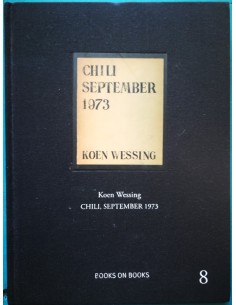 CHILI
SEPTEMBER
1973
KOEN WESSING
Koen Wessing
CHILI, SEPTEMBER 1973
BOOKS ON BOOKS
8